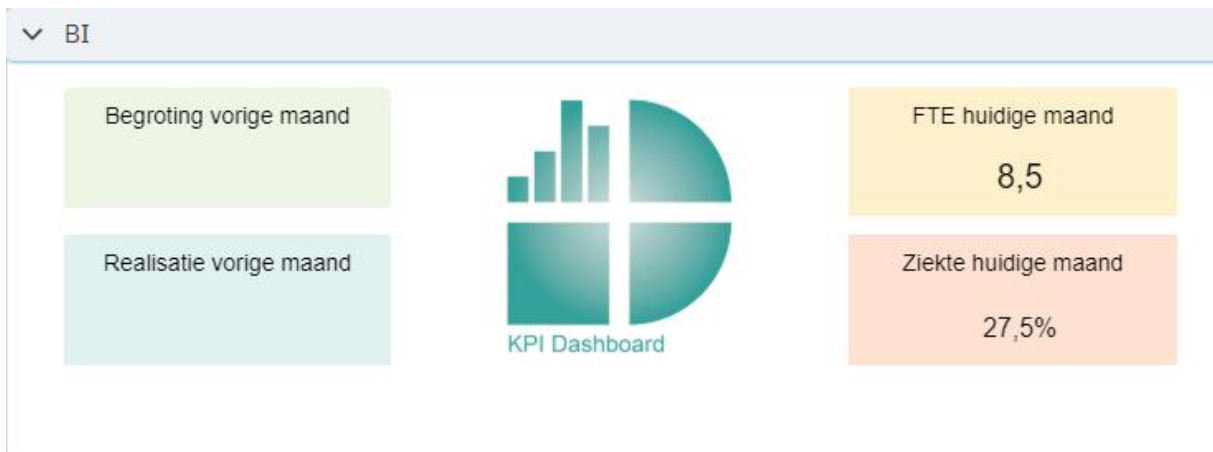 BI
Begroting vorige maand
Realisatie vorige maand
KPI Dashboard
FTE huidige maand
8,5
Ziekte huidige maand
27,5%